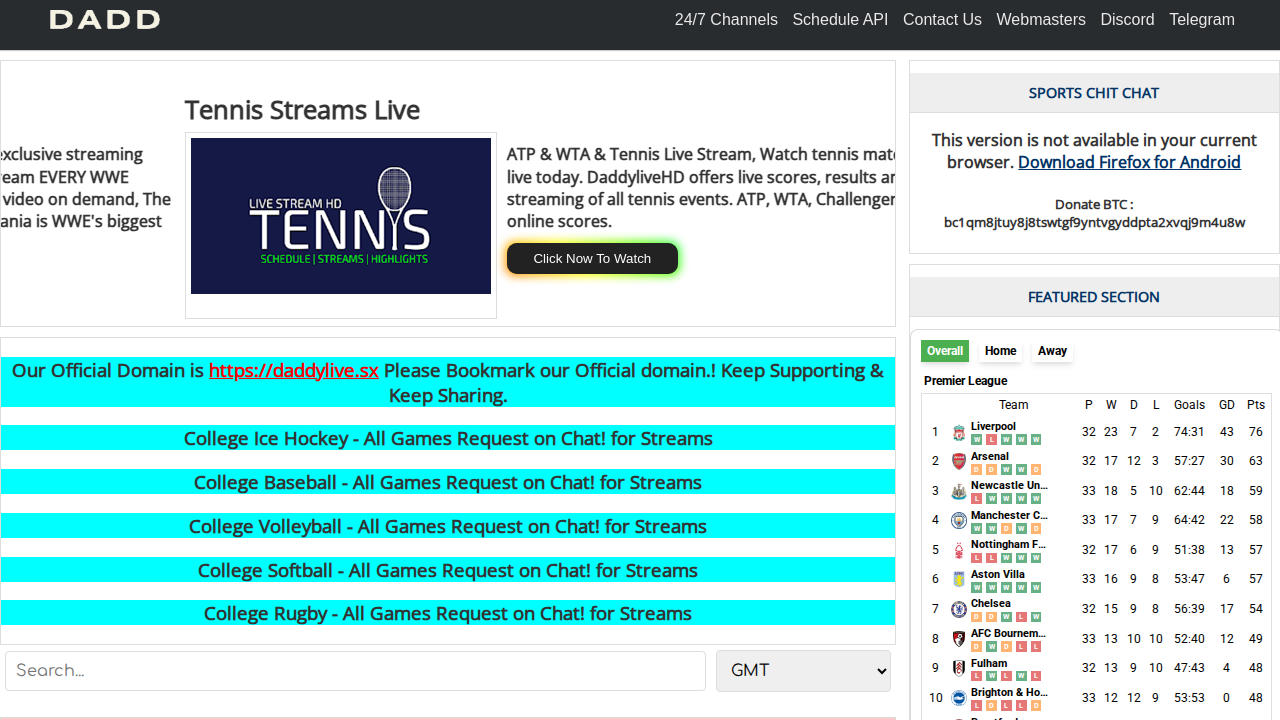 DADD
24/7 Channels Schedule API Contact Us Webmasters Discord Telegram
exclusive streaming
ream EVERY WWE
video on demand, The
ania is WWE's biggest
Tennis Streams Live
LIVE STREAM HD
TENNIS
SCHEDULE | STREAMS | HIGHLIGHTS
ATP & WTA & Tennis Live Stream, Watch tennis mat
live today. DaddyliveHD offers live scores, results a
streaming of all tennis events. ATP, WTA, Challenger
online scores.
Click Now To Watch
Our Official Domain is https://daddylive.sx Please Bookmark our Official domain.! Keep Supporting &
Keep Sharing.
College Ice Hockey - All Games Request on Chat! for Streams
College Baseball - All Games Request on Chat! for Streams
College Volleyball - All Games Request on Chat! for Streams
College Softball - All Games Request on Chat! for Streams
College Rugby - All Games Request on Chat! for Streams
Search...
GMT
SPORTS CHIT CHAT
This version is not available in your current
browser. Download Firefox for Android
Donate BTC :
bc1qm8jtuy8j8tswtgf9yntvgyddpta2xvqj9m4u8w
FEATURED SECTION
Overall Home Away
Premier League
Team P W D L Goals GD Pts
1 Liverpool 32 23 7 2 74:31 43 76
W L W W W
2 Arsenal 32 17 12 3 57:27 30 63
D D W W D
3 Newcastle Un... 33 18 5 10 62:44 18 59
L W W W W
4 Manchester C... 33 17 7 9 64:42 22 58
W W D W D
5 Nottingham F... 32 17 6 9 51:38 13 57
L L W W W
6 Aston Villa 33 16 9 8 53:47 6 57
W W W W W
7 Chelsea 32 15 9 8 56:39 17 54
D D W L W
8 AFC Bournem... 33 13 10 10 52:40 12 49
D W D L L
9 Fulham 32 13 9 10 47:43 4 48
L W L W L
10 Brighton & Ho... 33 12 12 9 53:53 0 48
L D L L D